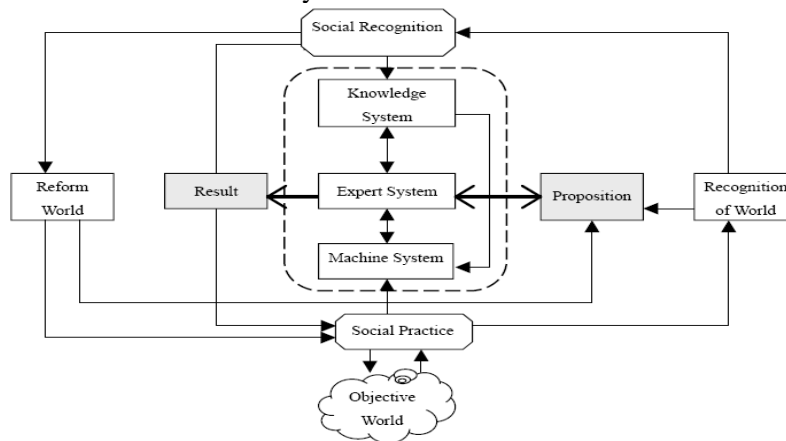 Social Recognition
Knowledge
System
Reform
World
Result
Expert System
Proposition
Recognition
of World
Machine System
Social Practice
Objective
World